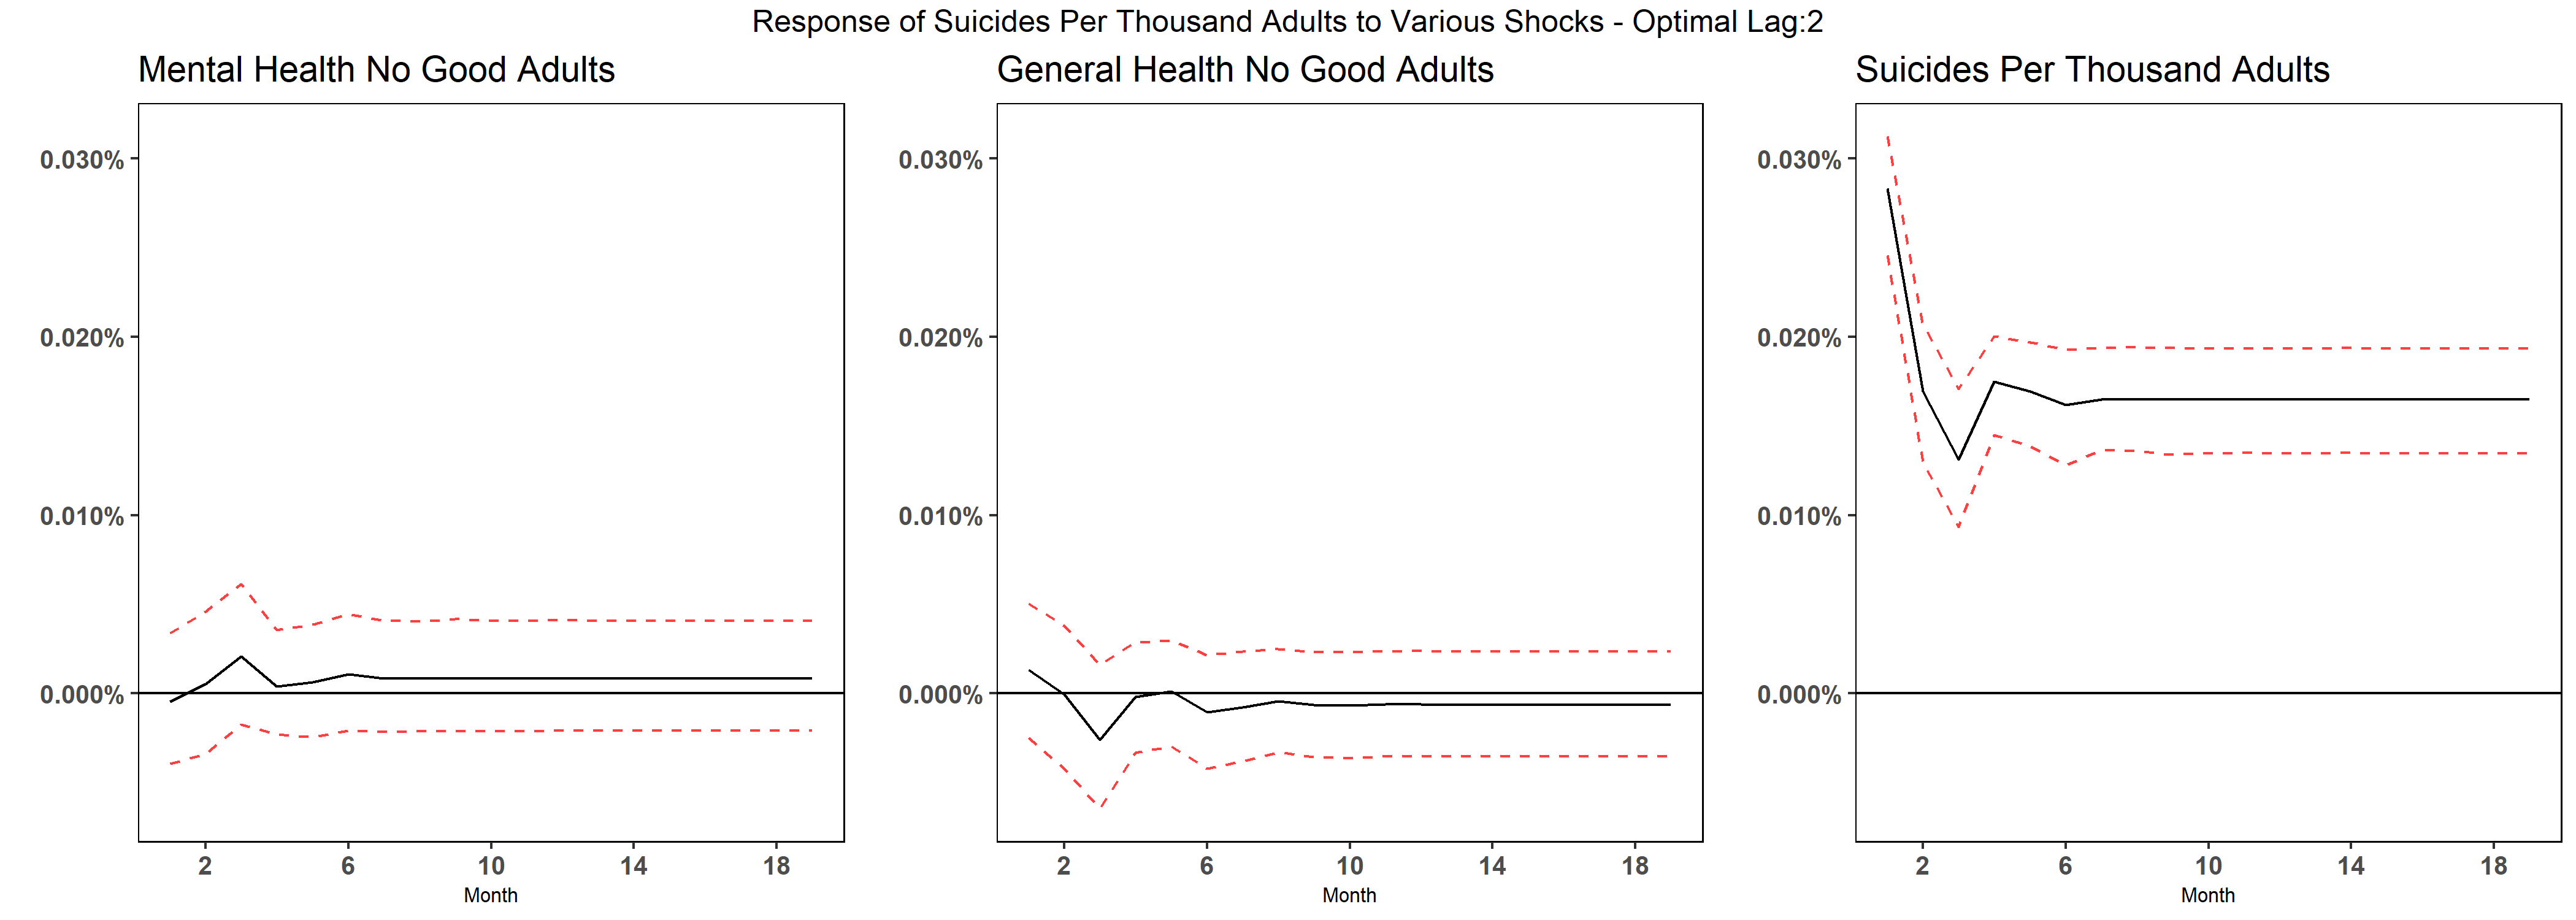 Response of Suicides Per Thousand Adults to Various Shocks - Optimal Lag:2
Mental Health No Good Adults
0.030%
0.020%
0.010%
0.000%
2 6 10 14 18
Month
General Health No Good Adults
0.030%
0.020%
0.010%
0.000%
2 6 10 14 18
Month
Suicides Per Thousand Adults
0.030%
0.020%
0.010%
0.000%
2 6 10 14 18
Month